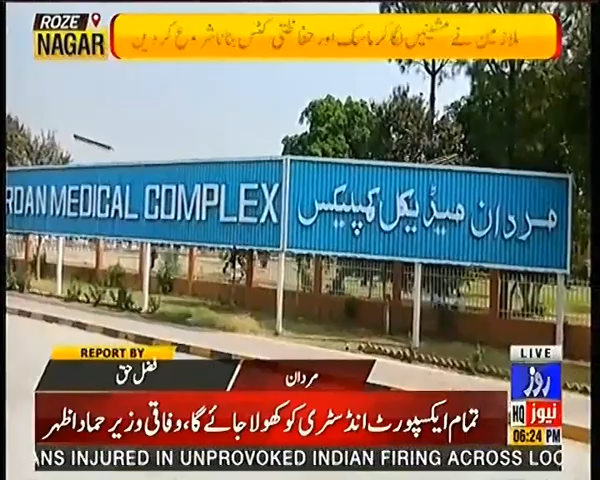 ROZE
NAGAR
ملازمین نے مشینیں لگا کر ماسک اور حفاظتی کٹس بنانا شروع کر دیں
RDAN MEDICAL COMPLEX
مردان میڈیکل کمپلیکس
REPORT BY
فضل حق
مردان
تمام ایکسپورٹ انڈسٹری کو کھولا جائے گا، وفاقی وزیر حماد اظہر
LIVE
روز
HQ نیوز
06:24 PM
ANS INJURED IN UNPROVOKED INDIAN FIRING ACROSS LOC